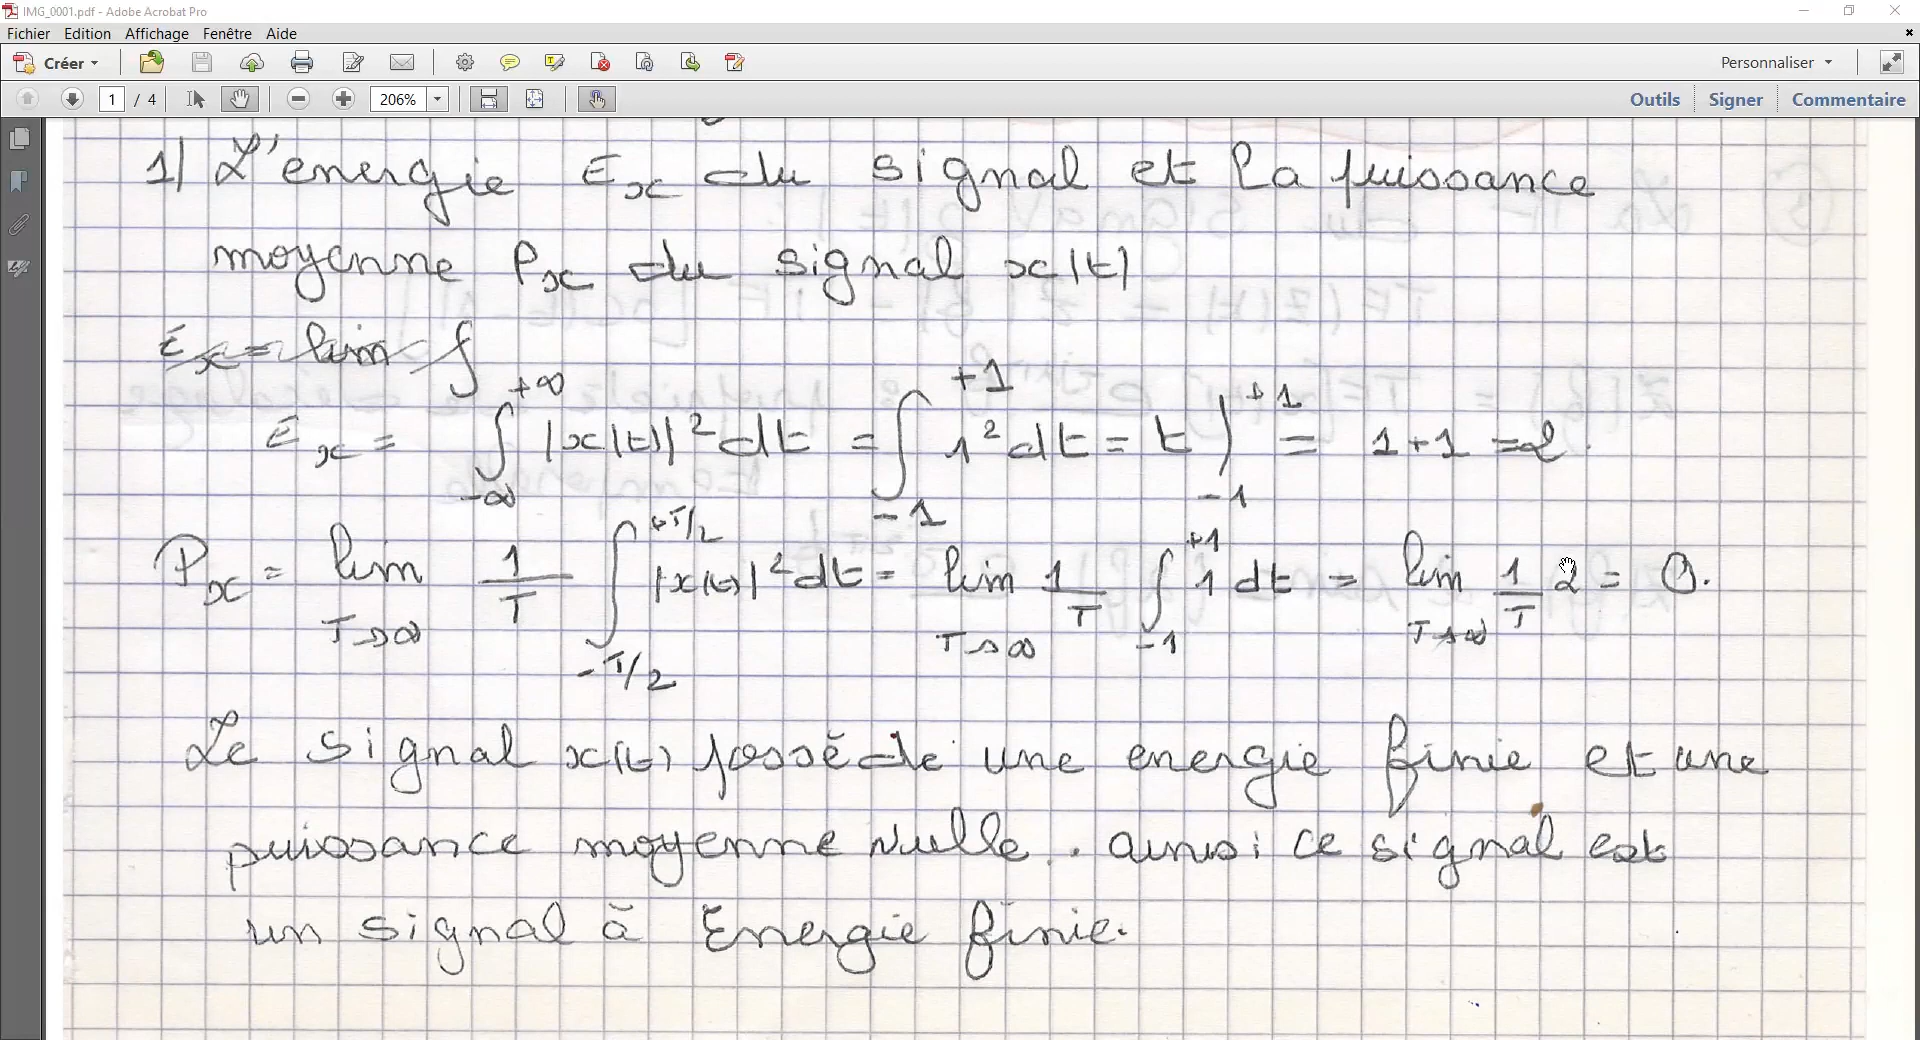 IMG_0001.pdf - Adobe Acrobat Pro
Fichier Edition Affichage Fenêtre Aide
Créer
Personnaliser
1 / 4
206%
Outils Signer Commentaire
1) L'energie Ex du signal et la puissance
moyenne Px du signal x(t)
Ex = lim ∫
Ex = ∫_{-∞}^{+∞} |x(t)|² dt = ∫_{-1}^{+1} 1² dt = t )_{-1}^{+1} = 1+1 = 2.
Px = lim_{T→∞} 1/T ∫_{-T/2}^{+T/2} |x(t)|² dt = lim_{T→∞} 1/T ∫_{-1}^{+1} 1 dt = lim_{T→∞} 1/T 2 = 0.
Le signal x(t) possède une energie finie et une
puissance moyenne nulle. ainsi ce signal est
un signal à Energie finie.